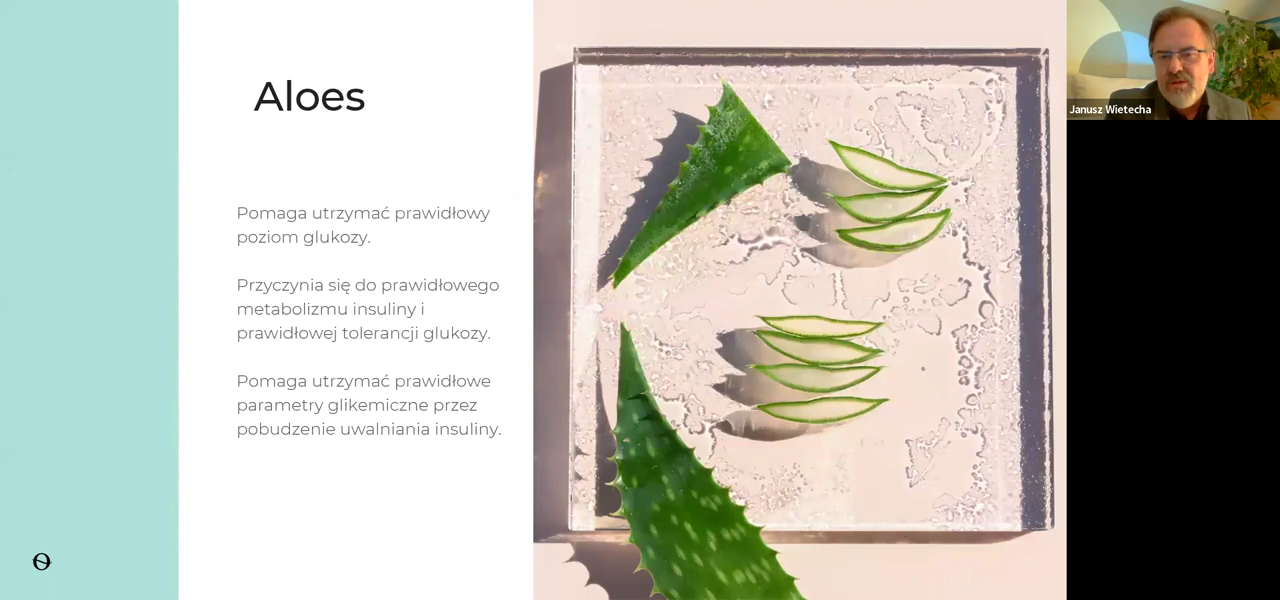 Aloes
Pomaga utrzymać prawidłowy
poziom glukozy.
Przyczynia się do prawidłowego
metabolizmu insuliny i
prawidłowej tolerancji glukozy.
Pomaga utrzymać prawidłowe
parametry glikemiczne przez
pobudzenie uwalniania insuliny.
Janusz Wietecha